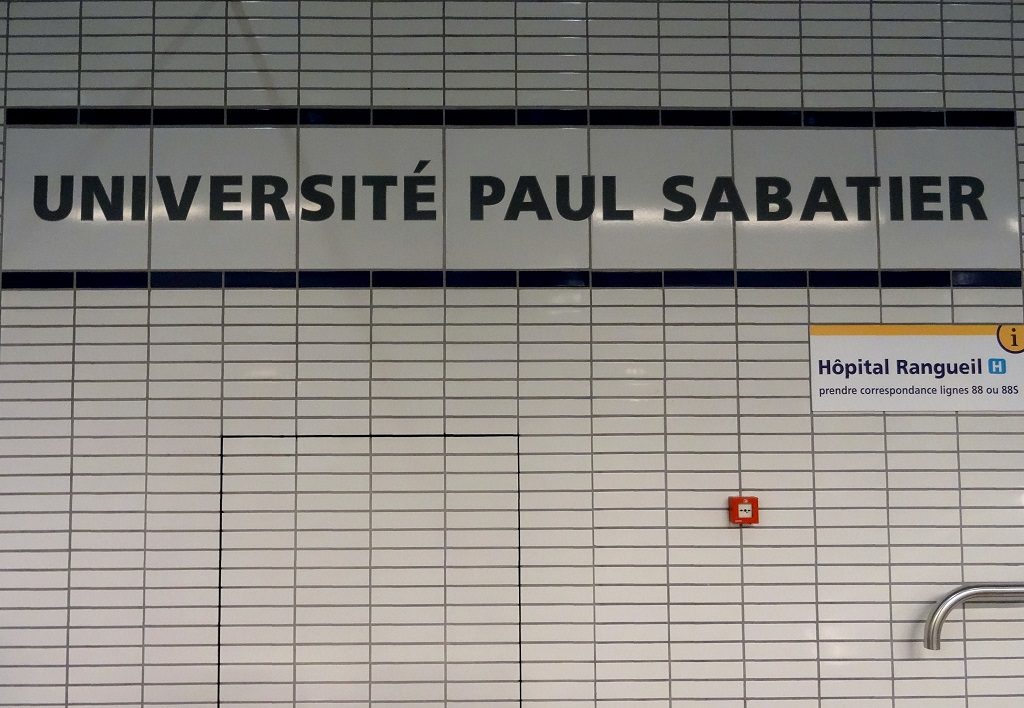 UNIVERSITÉ PAUL SABATIER
i
Hôpital Rangueil H
prendre correspondance lignes 88 ou 88S